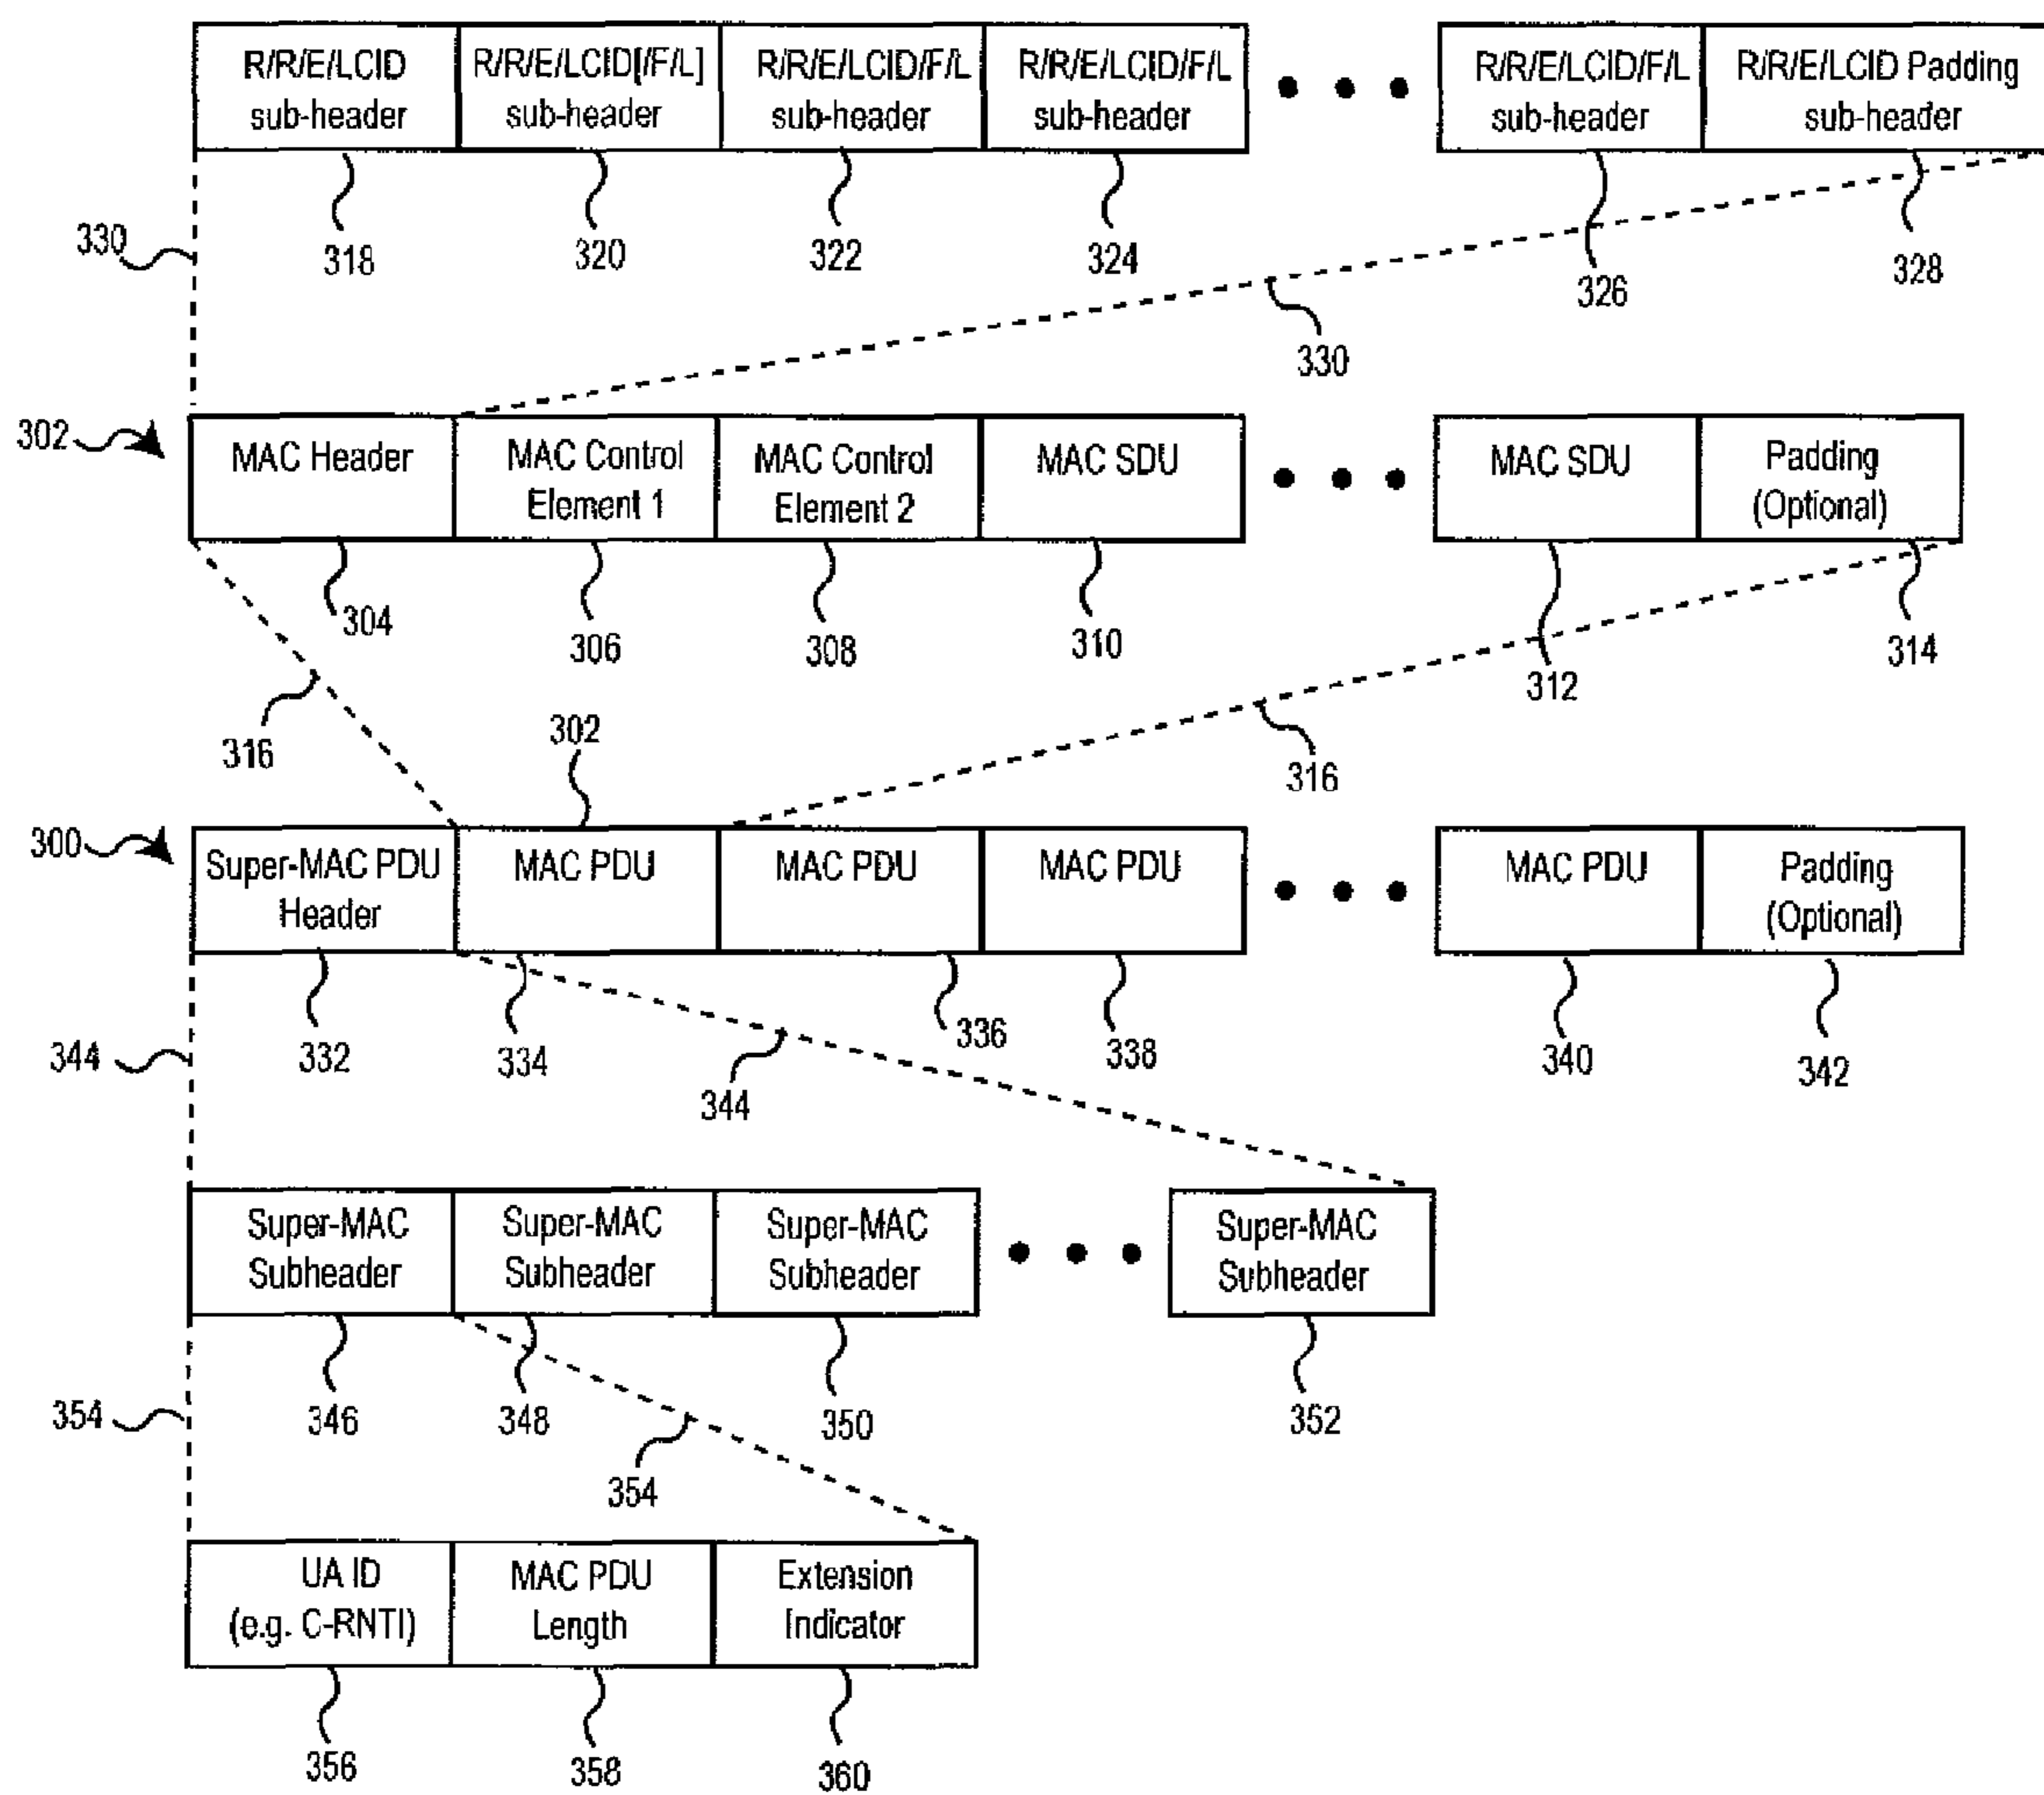 R/R/E/LCID
sub-header
R/R/E/LCID[/F/L]
sub-header
R/R/E/LCID/F/L
sub-header
R/R/E/LCID/F/L
sub-header
R/R/E/LCID/F/L
sub-header
R/R/E/LCID Padding
sub-header
330
318
320
322
324
326
328
330
302
MAC Header
MAC Control
Element 1
MAC Control
Element 2
MAC SDU
MAC SDU
Padding
(Optional)
304
306
308
310
312
314
316
302
316
300
Super-MAC PDU
Header
MAC PDU
MAC PDU
MAC PDU
MAC PDU
Padding
(Optional)
332
334
336
338
340
342
344
344
Super-MAC
Subheader
Super-MAC
Subheader
Super-MAC
Subheader
Super-MAC
Subheader
346
348
350
352
354
354
UA ID
(e.g. C-RNTI)
MAC PDU
Length
Extension
Indicator
356
358
360